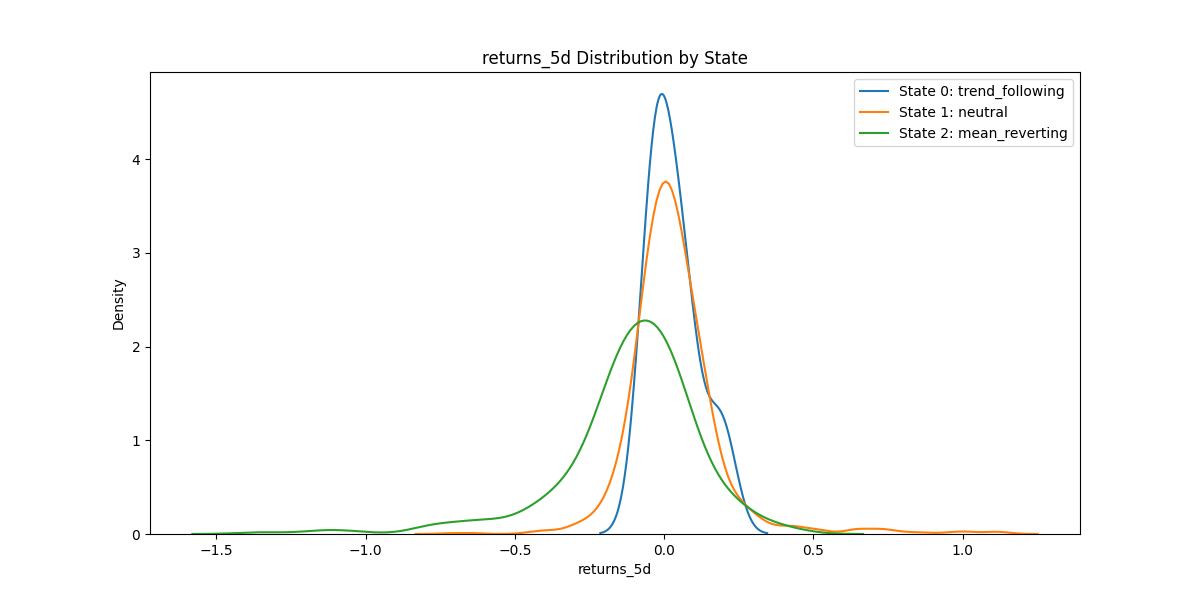 returns_5d Distribution by State
State 0: trend_following
State 1: neutral
State 2: mean_reverting
Density
4
3
2
1
0
−1.5
−1.0
−0.5
0.0
0.5
1.0
returns_5d